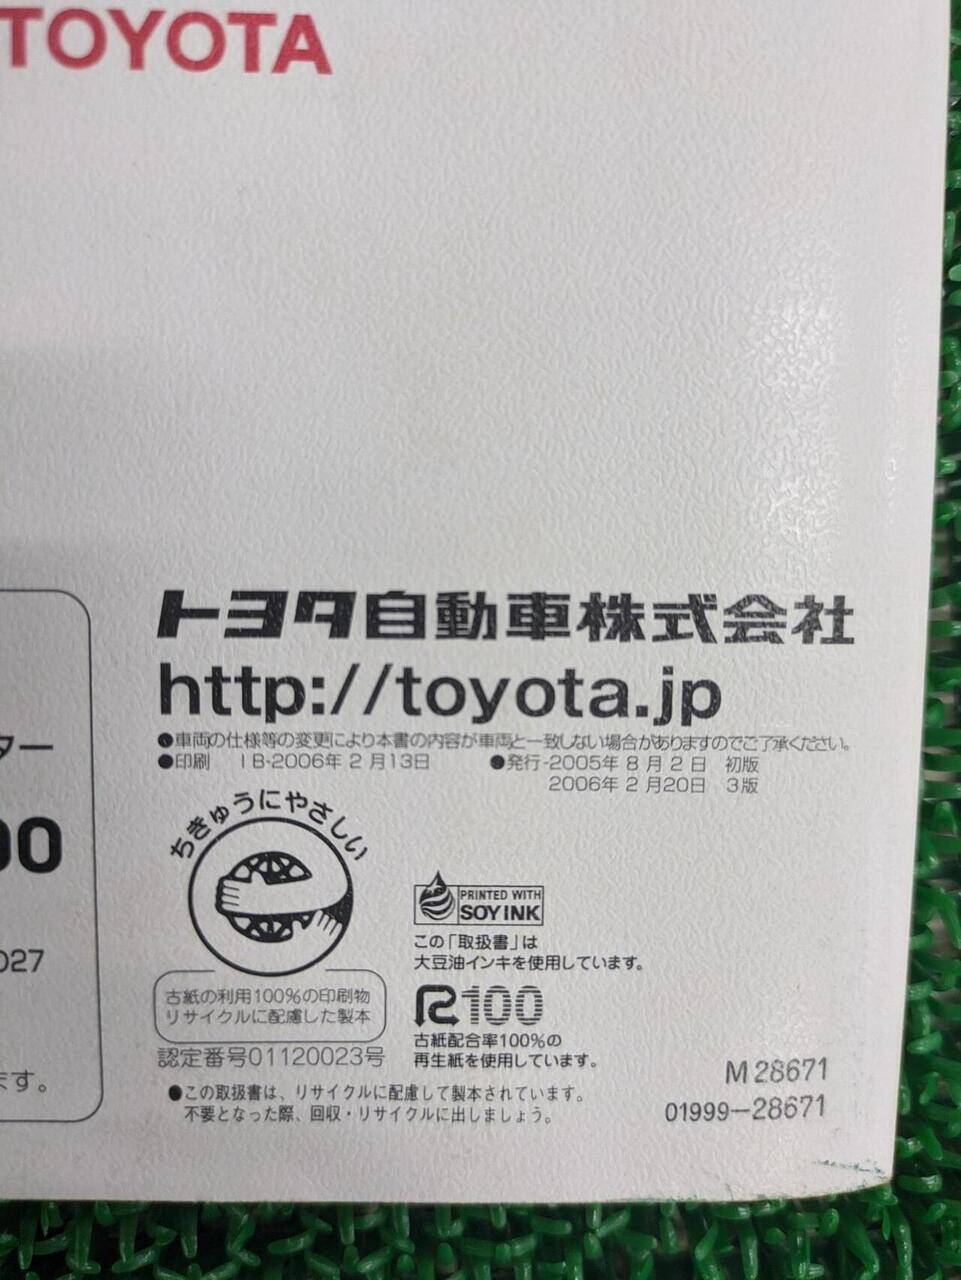 TOYOTA
トヨタ自動車株式会社
http://toyota.jp
●車両の仕様等の変更により本書の内容が車両と一致しない場合がありますのでご了承ください。
●印刷 IB-2006年2月13日 ●発行-2005年8月2日 初版
2006年2月20日 3版
ター
00
027
ます。
ちきゅうにやさしい
古紙の利用100%の印刷物
リサイクルに配慮した製本
認定番号01120023号
PRINTED WITH
SOY INK
この「取扱書」は
大豆油インキを使用しています。
R100
古紙配合率100%の
再生紙を使用しています。
●この取扱書は、リサイクルに配慮して製本されています。
不要となった際、回収・リサイクルに出しましょう。
M 28671
01999-28671